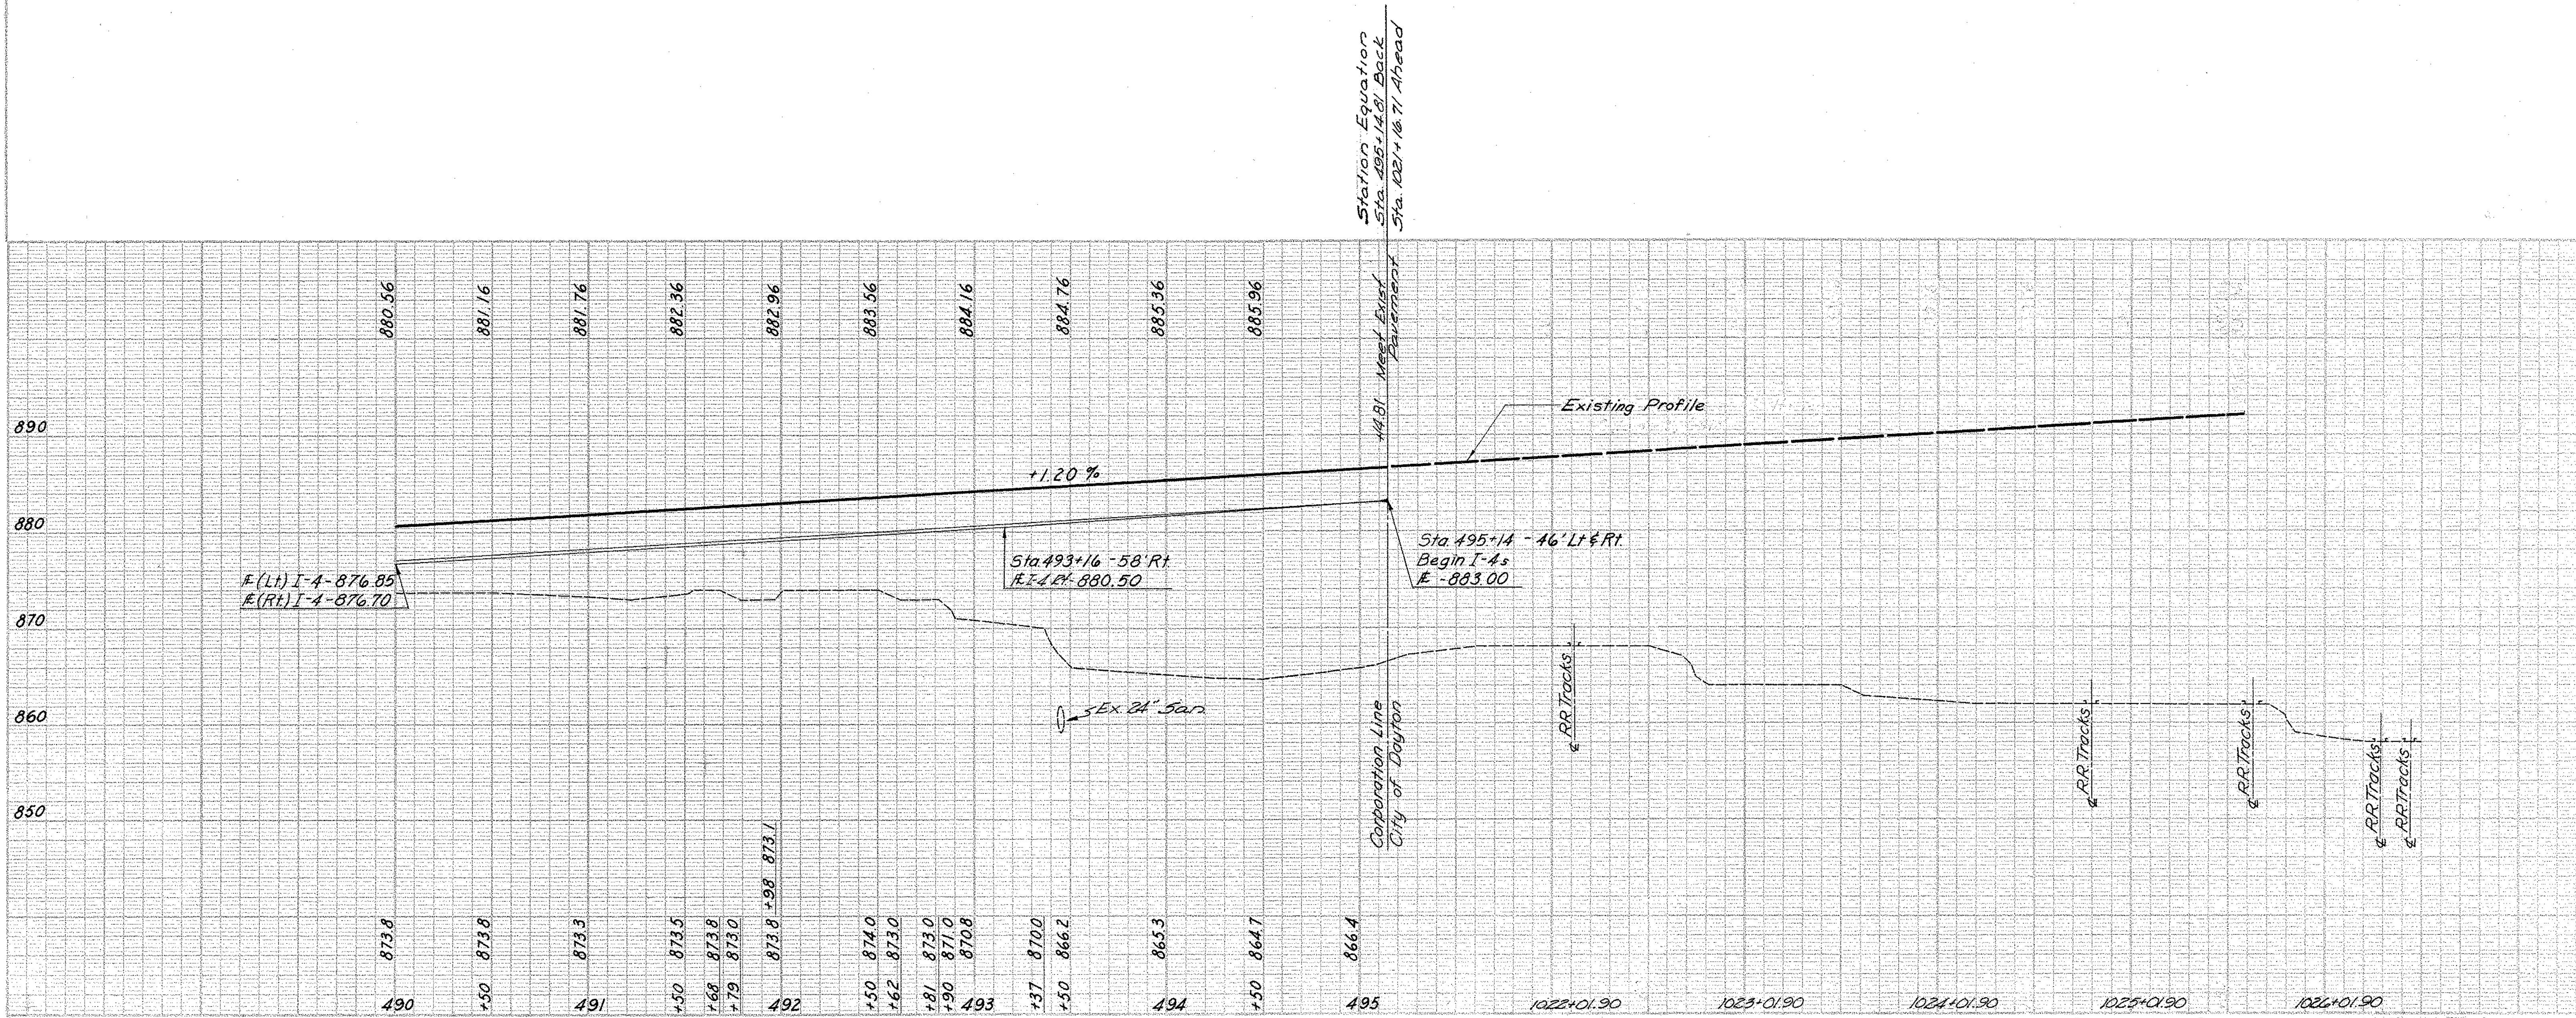 Station Equation
Sta. 495+14.81 Back
Sta. 1021+16.71 Ahead
880.56
881.16
881.76
882.36
882.96
883.56
884.16
884.76
885.36
885.96
+14.81 Meet Exist.
Pavement
Existing Profile
890
+1.20 %
880
Sta. 493+16 - 58' Rt.
I-4 Rt. - 880.50
Sta. 495+14 - 46' Lt & Rt.
Begin I-4s
- 883.00
(Lt) I-4 - 876.85
(Rt.) I-4 - 876.70
870
860
Ex. 24" San.
Corporation Line
City of Dayton
℄ R.R. Tracks
℄ R.R. Tracks
℄ R.R. Tracks
℄ R.R. Tracks
℄ R.R. Tracks
850
873.8
873.8
873.3
873.5
873.8
873.0
873.8
+98 873.1
874.0
873.0
873.0
871.0
870.8
870.0
866.2
865.3
864.7
866.4
490
+50
491
+50
+68
+79
492
+50
+62
+81
+90
493
+37
+50
494
+50
495
1022+01.90
1023+01.90
1024+01.90
1025+01.90
1026+01.90